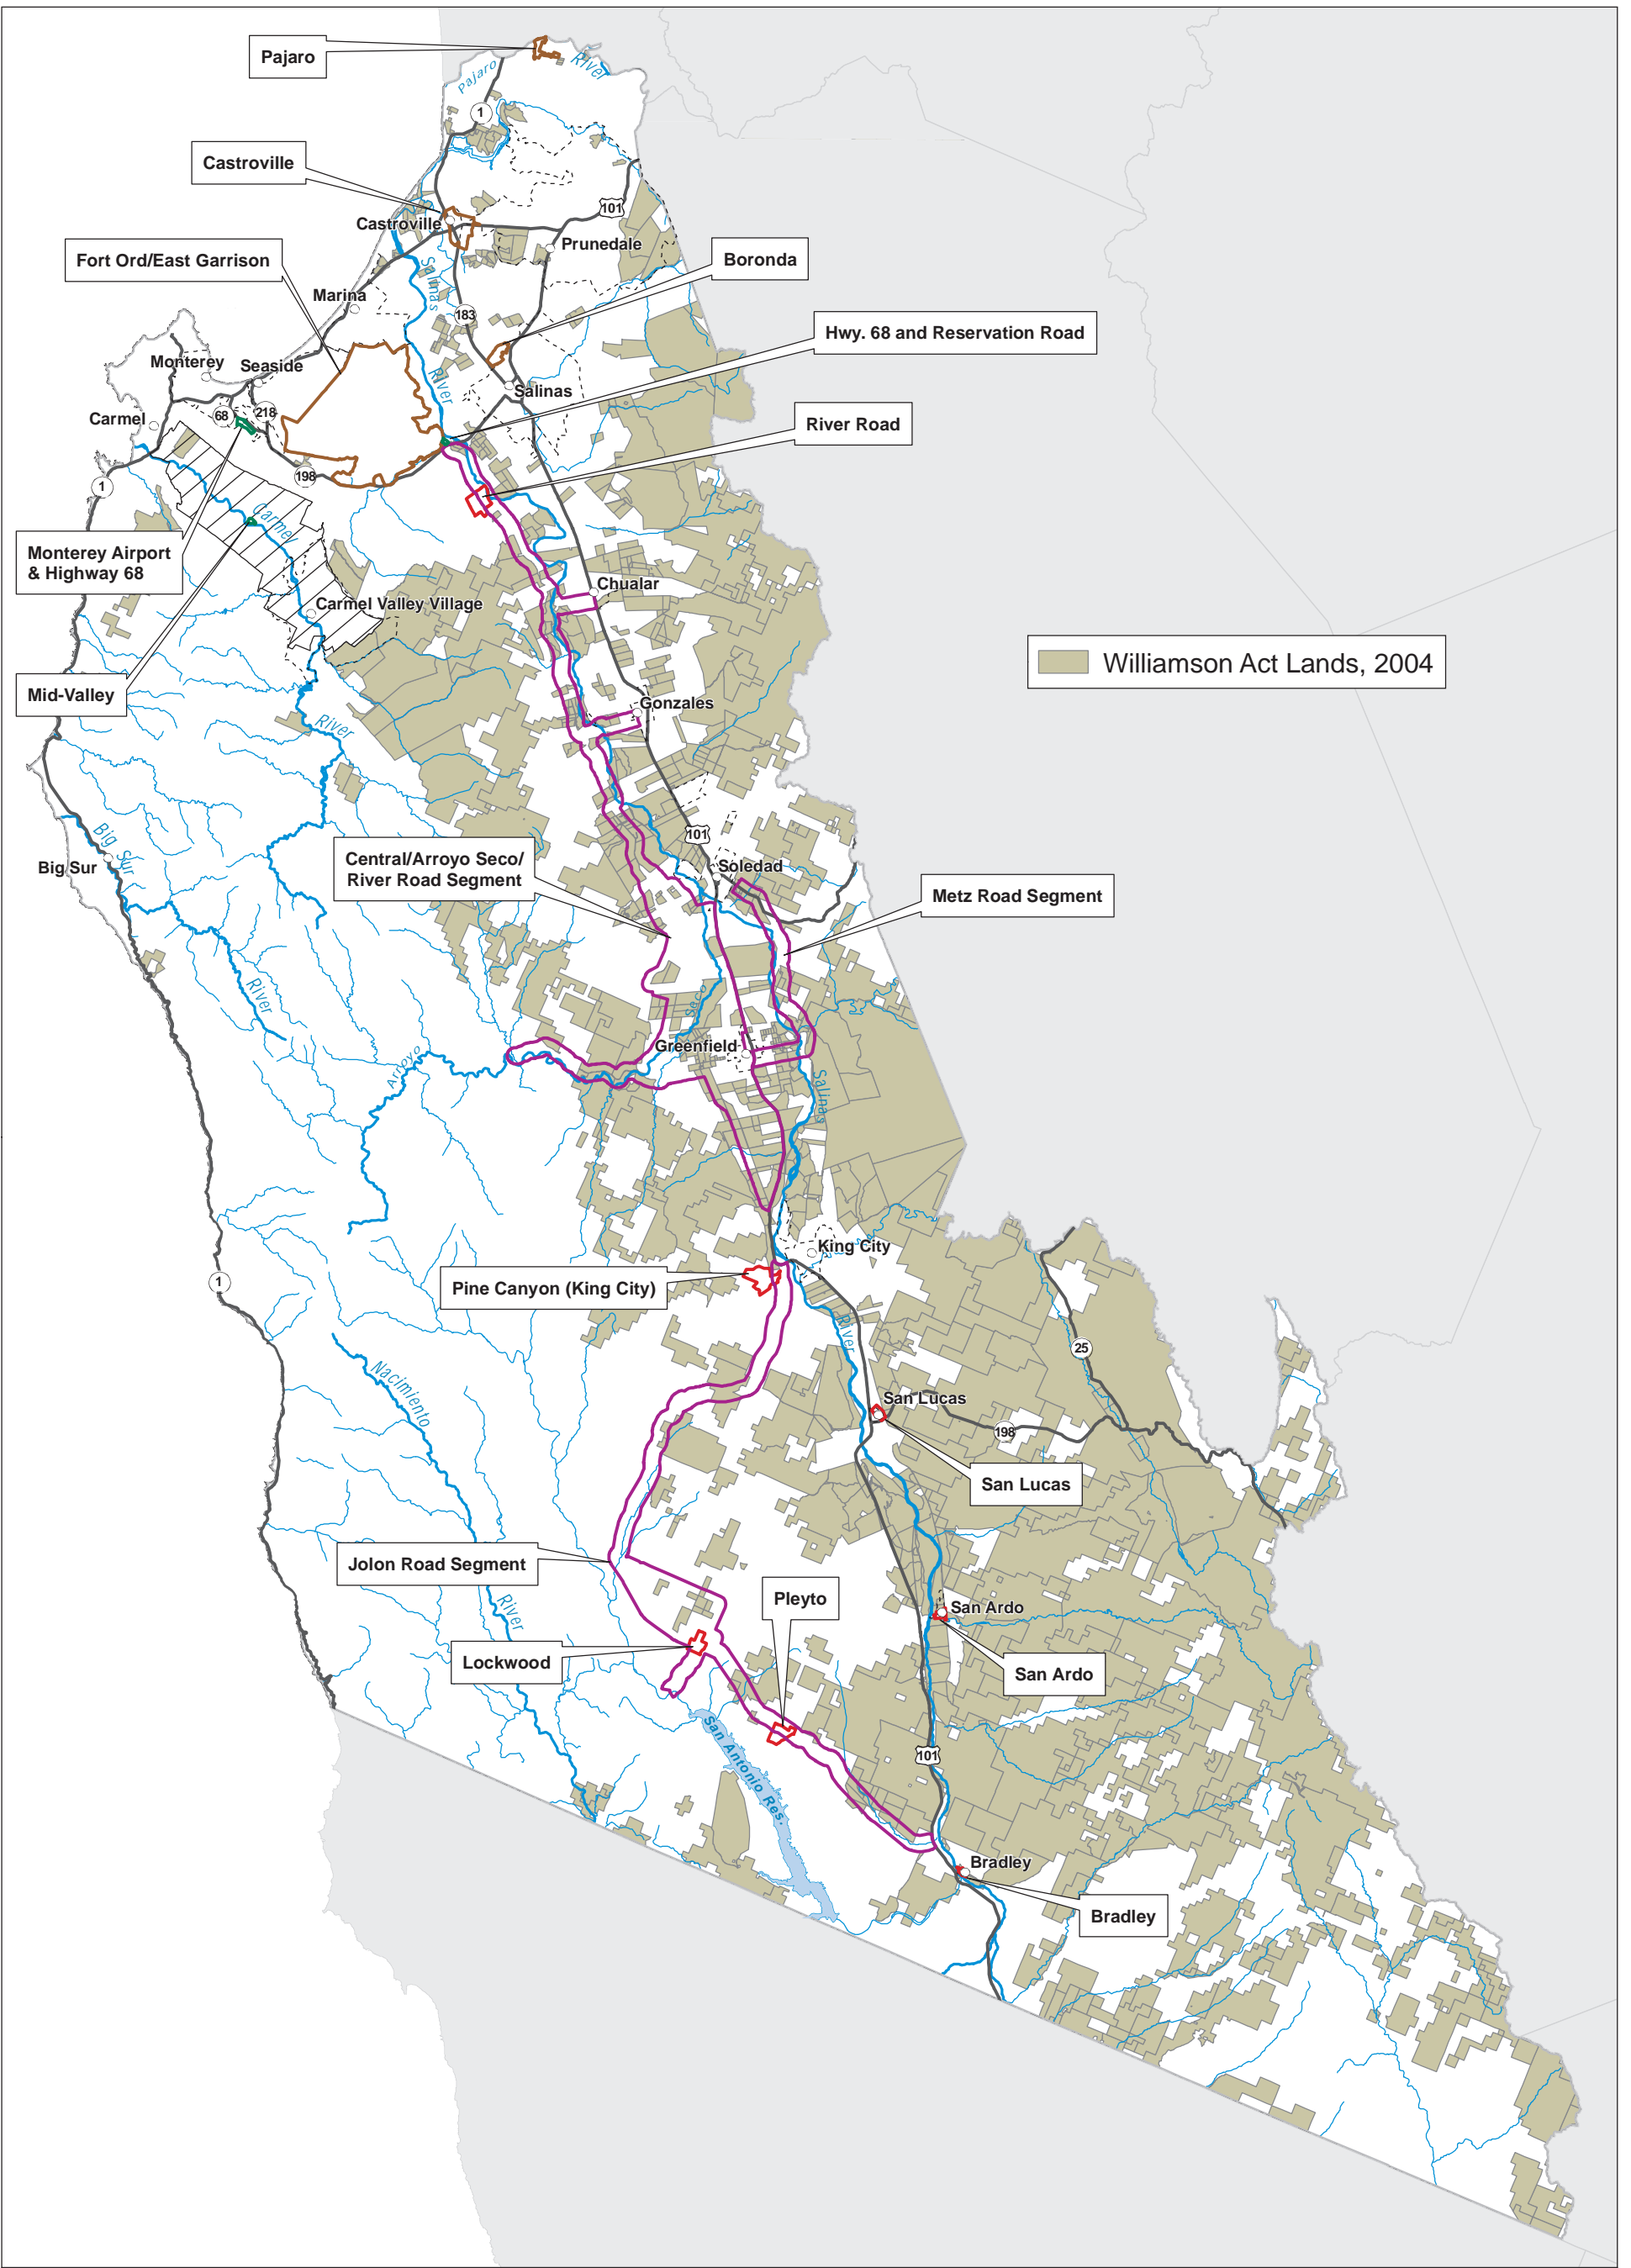 Pajaro
River
Pajaro
1
Castroville
101
Castroville
Prunedale
Fort Ord/East Garrison
Boronda
Salinas
Marina
183
Hwy. 68 and Reservation Road
Monterey
Seaside
River
Salinas
Carmel
68
218
River Road
198
1
Carmel
Monterey Airport
& Highway 68
Chualar
Carmel Valley Village
Williamson Act Lands, 2004
Mid-Valley
Gonzales
River
101
Big Sur
Big Sur
Central/Arroyo Seco/
River Road Segment
Soledad
Metz Road Segment
River
Seco
Greenfield
Arroyo
Salinas
King City
1
Pine Canyon (King City)
River
25
Nacimiento
San Lucas
198
San Lucas
Jolon Road Segment
Pleyto
River
San Ardo
Lockwood
San Ardo
San Antonio Res.
101
Bradley
Bradley